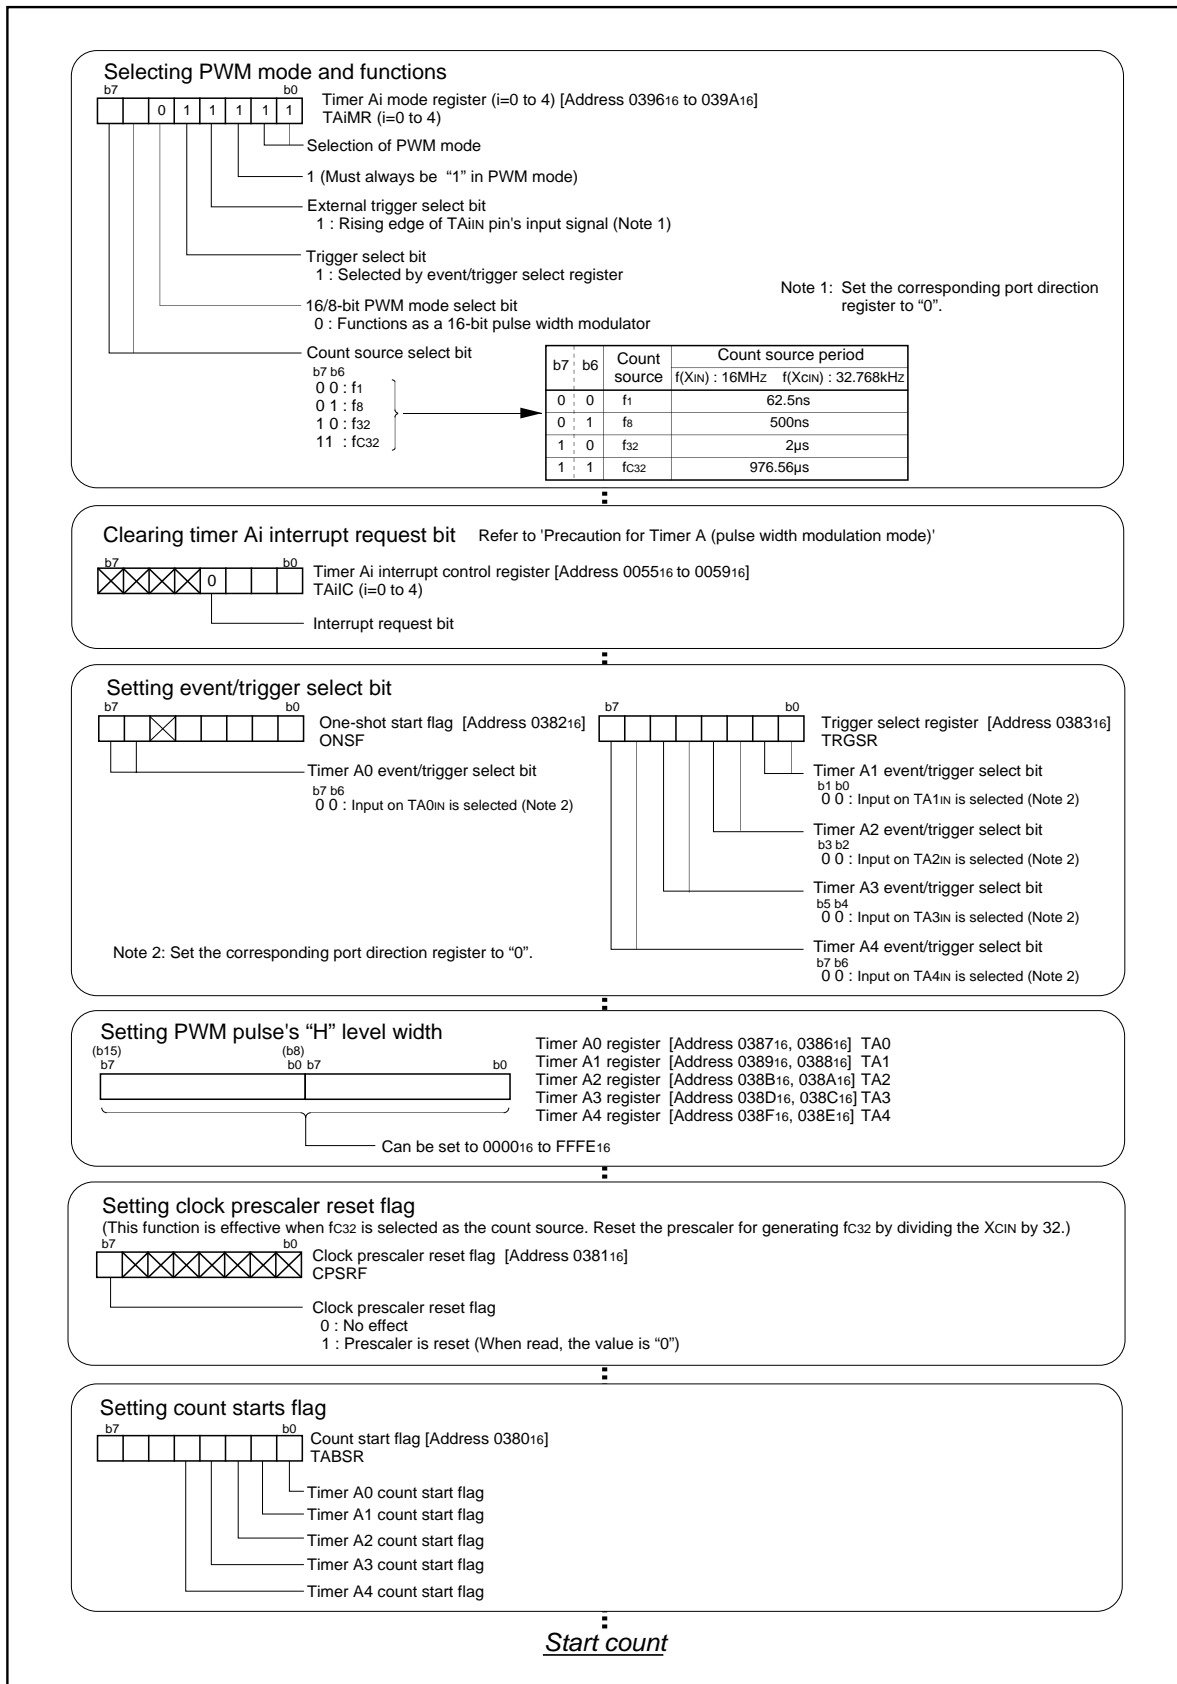 Selecting PWM mode and functions
b7 b0
0 1 1 1 1 1
Timer Ai mode register (i=0 to 4) [Address 039616 to 039A16]
TAiMR (i=0 to 4)
Selection of PWM mode
1 (Must always be “1” in PWM mode)
External trigger select bit
1 : Rising edge of TAiIN pin's input signal (Note 1)
Trigger select bit
1 : Selected by event/trigger select register
Note 1: Set the corresponding port direction
register to “0”.
16/8-bit PWM mode select bit
0 : Functions as a 16-bit pulse width modulator
Count source select bit
b7 b6
0 0 : f1
0 1 : f8
1 0 : f32
11 : fC32
b7 b6 Count source Count source period
f(XIN) : 16MHz f(XCIN) : 32.768kHz
0 0 f1 62.5ns
0 1 f8 500ns
1 0 f32 2µs
1 1 fC32 976.56µs
Clearing timer Ai interrupt request bit Refer to 'Precaution for Timer A (pulse width modulation mode)'
b7 b0
0
Timer Ai interrupt control register [Address 005516 to 005916]
TAiIC (i=0 to 4)
Interrupt request bit
Setting event/trigger select bit
b7 b0
One-shot start flag [Address 038216]
ONSF
Timer A0 event/trigger select bit
b7 b6
0 0 : Input on TA0IN is selected (Note 2)
Note 2: Set the corresponding port direction register to “0”.
b7 b0
Trigger select register [Address 038316]
TRGSR
Timer A1 event/trigger select bit
b1 b0
0 0 : Input on TA1IN is selected (Note 2)
Timer A2 event/trigger select bit
b3 b2
0 0 : Input on TA2IN is selected (Note 2)
Timer A3 event/trigger select bit
b5 b4
0 0 : Input on TA3IN is selected (Note 2)
Timer A4 event/trigger select bit
b7 b6
0 0 : Input on TA4IN is selected (Note 2)
Setting PWM pulse's “H” level width
(b15) (b8)
b7 b0 b7 b0
Timer A0 register [Address 038716, 038616] TA0
Timer A1 register [Address 038916, 038816] TA1
Timer A2 register [Address 038B16, 038A16] TA2
Timer A3 register [Address 038D16, 038C16] TA3
Timer A4 register [Address 038F16, 038E16] TA4
Can be set to 000016 to FFFE16
Setting clock prescaler reset flag
(This function is effective when fC32 is selected as the count source. Reset the prescaler for generating fC32 by dividing the XCIN by 32.)
b7 b0
Clock prescaler reset flag [Address 038116]
CPSRF
Clock prescaler reset flag
0 : No effect
1 : Prescaler is reset (When read, the value is “0”)
Setting count starts flag
b7 b0
Count start flag [Address 038016]
TABSR
Timer A0 count start flag
Timer A1 count start flag
Timer A2 count start flag
Timer A3 count start flag
Timer A4 count start flag
Start count